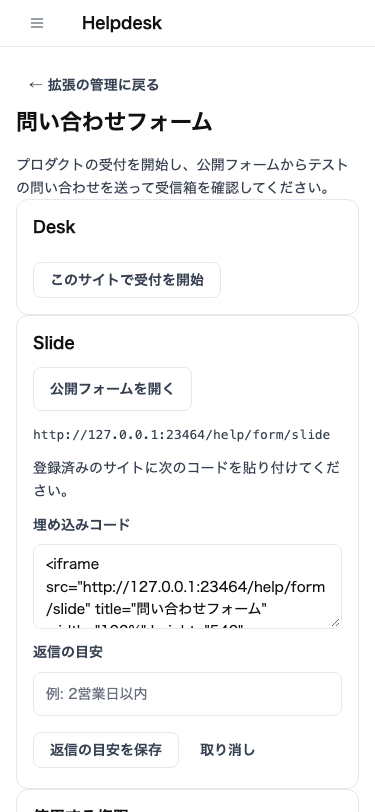 Helpdesk
← 拡張の管理に戻る
問い合わせフォーム
プロダクトの受付を開始し、公開フォームからテスト
の問い合わせを送って受信箱を確認してください。
Desk
このサイトで受付を開始
Slide
公開フォームを開く
http://127.0.0.1:23464/help/form/slide
登録済みのサイトに次のコードを貼り付けてくだ
さい。
埋め込みコード
<iframe
src="http://127.0.0.1:23464/help/form
/slide" title="問い合わせフォーム"
返信の目安
例: 2営業日以内
返信の目安を保存
取り消し